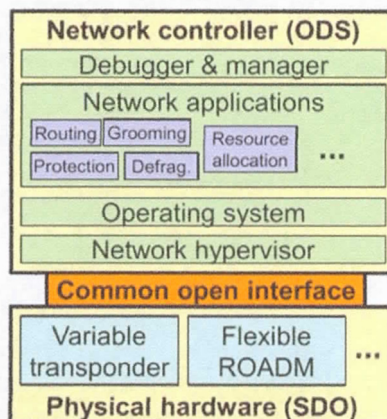 Network controller (ODS)
Debugger & manager
Network applications
Routing Grooming
Resource
allocation
...
Protection Defrag.
Operating system
Network hypervisor
Common open interface
Variable
transponder
Flexible
ROADM
...
Physical hardware (SDO)